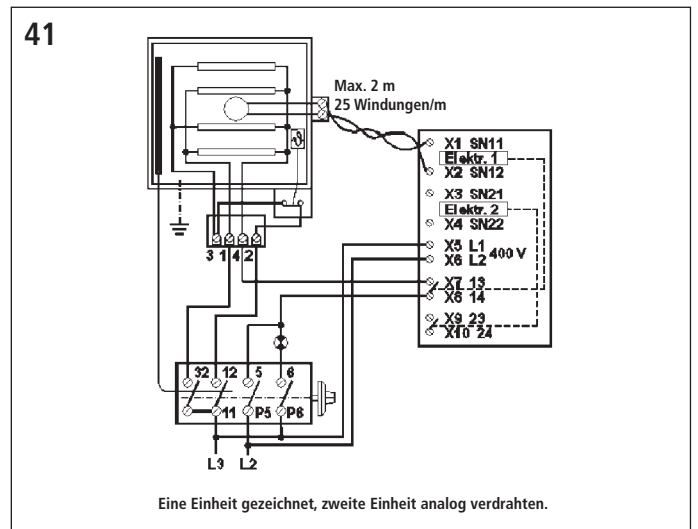 41
Max. 2 m
25 Windungen/m
X1 SN11
Elektr. 1
X2 SN12
X3 SN21
Elektr. 2
X4 SN22
X5 L1
X6 L2
400 V
X7 13
X8 14
X9 23
X10 24
3 1 4 2
32 12 5 6
11 P5 P6
L3 L2
Eine Einheit gezeichnet, zweite Einheit analog verdrahten.